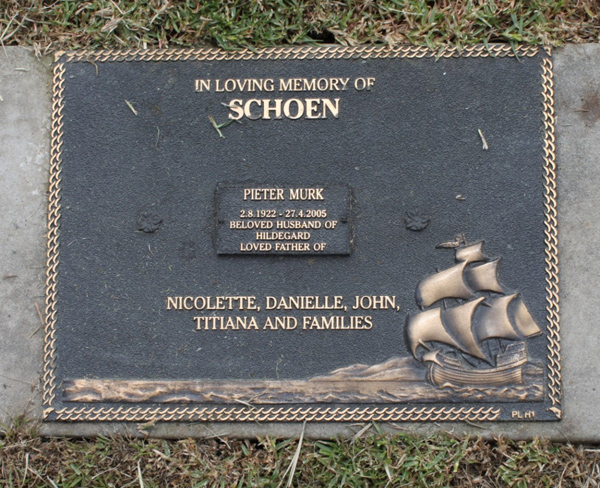 IN LOVING MEMORY OF
SCHOEN
PIETER MURK
2.8.1922 - 27.4.2005
BELOVED HUSBAND OF
HILDEGARD
LOVED FATHER OF
NICOLETTE, DANIELLE, JOHN,
TITIANA AND FAMILIES